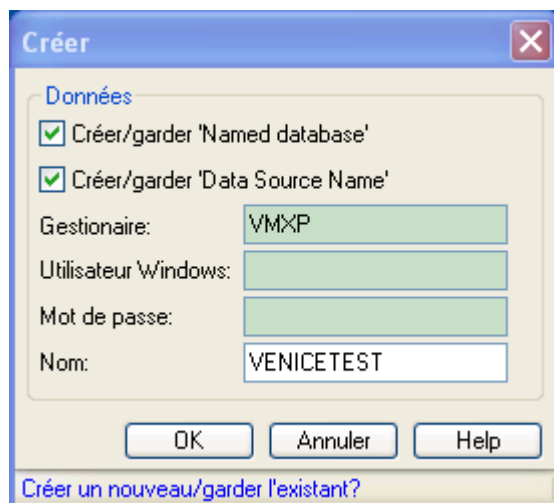 Créer
Données
Créer/garder 'Named database'
Créer/garder 'Data Source Name'
Gestionaire: VMXP
Utilisateur Windows:
Mot de passe:
Nom: VENICETEST
OK Annuler Help
Créer un nouveau/garder l'existant?